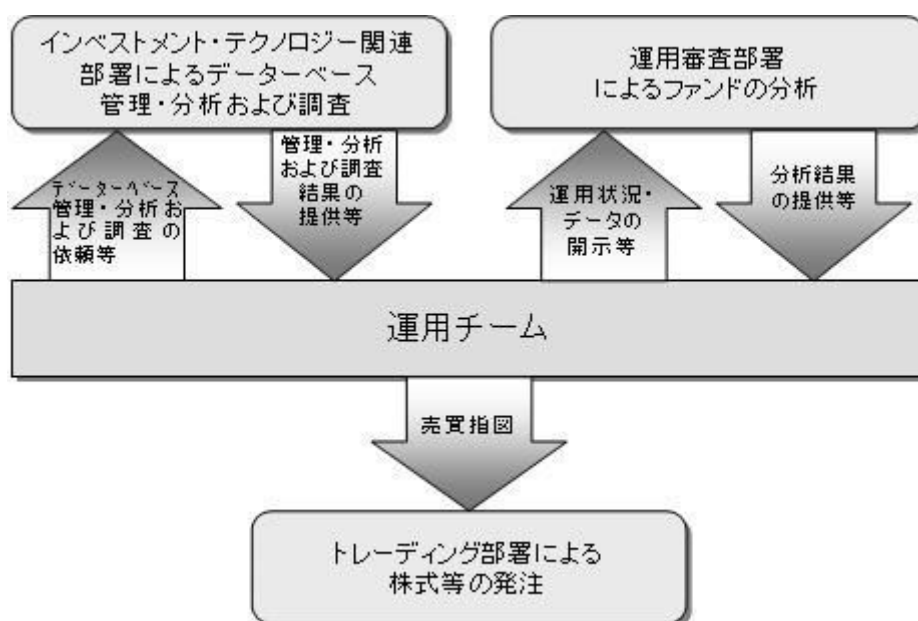 インベストメント・テクノロジー関連
部署によるデーターベース
管理・分析および調査
運用審査部署
によるファンドの分析
データーベース
管理・分析お
よび調査の
依頼等
管理・分析
および調査
結果の
提供等
運用状況・
データの
開示等
分析結果
の提供等
運用チーム
売買指図
トレーディング部署による
株式等の発注